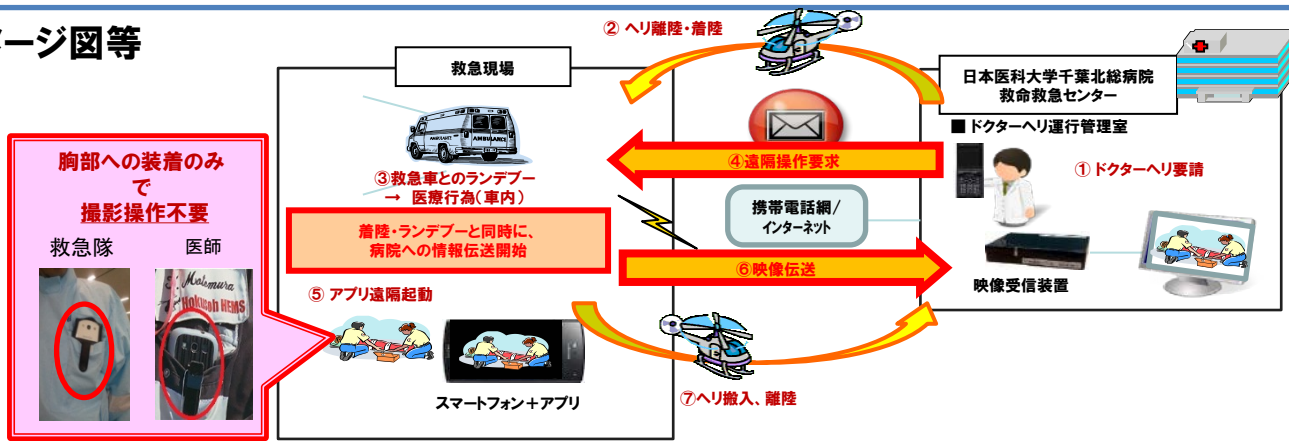 ージ図等
② ヘリ離陸・着陸
救急現場
日本医科大学千葉北総病院
救命救急センター
■ドクターヘリ運行管理室
①ドクターヘリ要請
AMBULANCE
AMBULANCE
④遠隔操作要求
③救急車とのランデブー
→ 医療行為(車内)
胸部への装着のみ
で
撮影操作不要
救急隊
医師
Motomura
Hokusoh HEMS
着陸・ランデブーと同時に、
病院への情報伝送開始
携帯電話網/
インターネット
⑥映像伝送
映像受信装置
⑤ アプリ遠隔起動
スマートフォン+アプリ
⑦ヘリ搬入、離陸